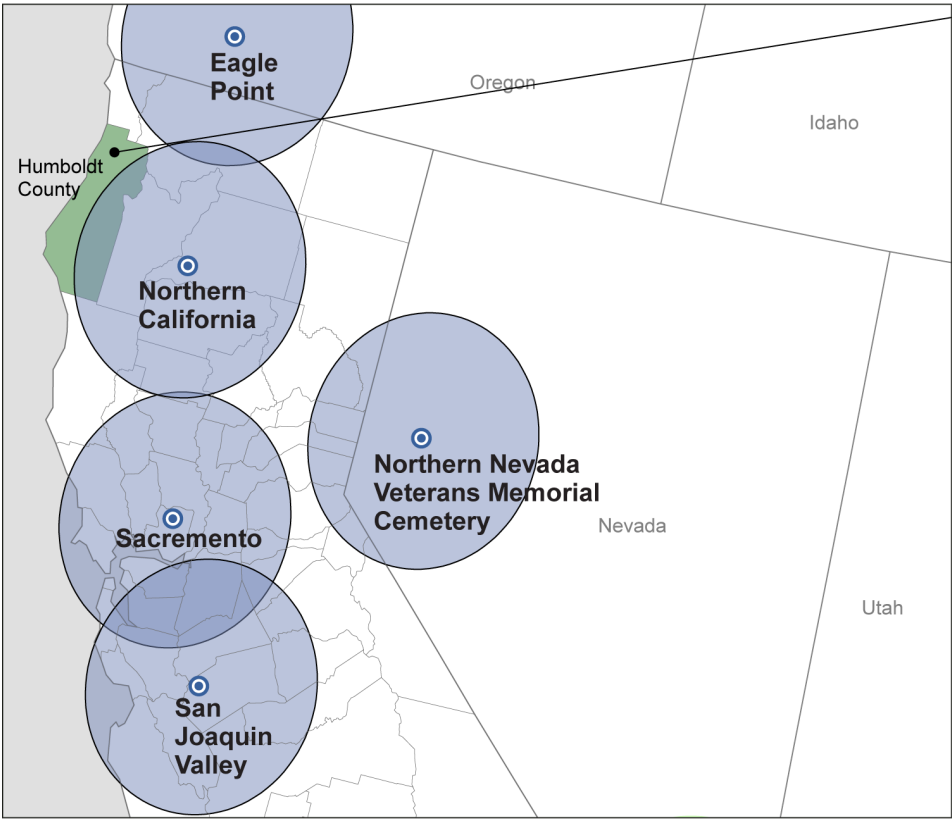 Eagle
Point
Oregon
Idaho
Humboldt
County
Northern
California
Northern Nevada
Veterans Memorial
Cemetery
Nevada
Sacremento
Utah
San
Joaquin
Valley